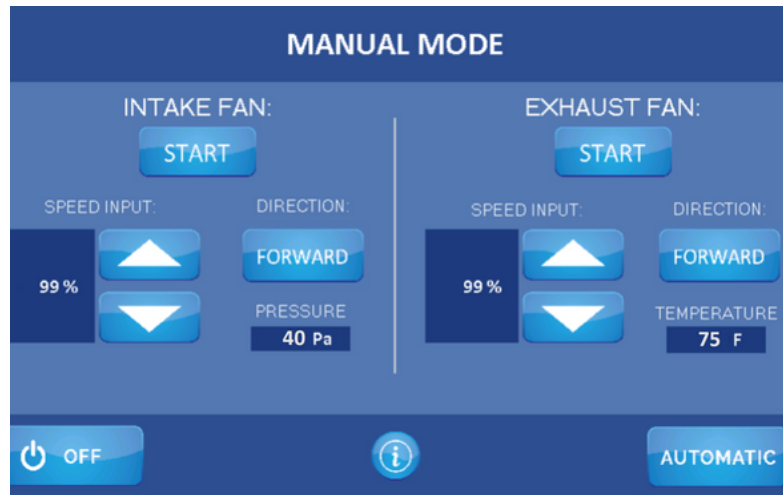 MANUAL MODE
INTAKE FAN:
START
SPEED INPUT:
DIRECTION:
99 %
FORWARD
PRESSURE
40 Pa
EXHAUST FAN:
START
SPEED INPUT:
DIRECTION:
99 %
FORWARD
TEMPERATURE
75 F
OFF
i
AUTOMATIC